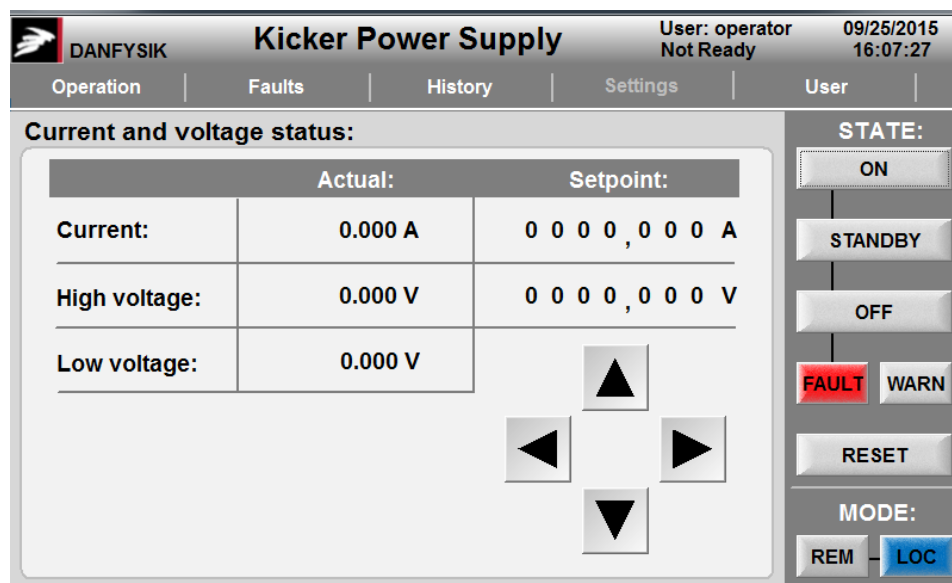 DANFYSIK
Kicker Power Supply
User: operator
Not Ready
09/25/2015
16:07:27
Operation | Faults | History | Settings | User |
Current and voltage status:
Actual: Setpoint:
Current: 0.000 A 0 0 0 0 , 0 0 0 A
High voltage: 0.000 V 0 0 0 0 , 0 0 0 V
Low voltage: 0.000 V
STATE:
ON
STANDBY
OFF
FAULT WARN
RESET
MODE:
REM LOC